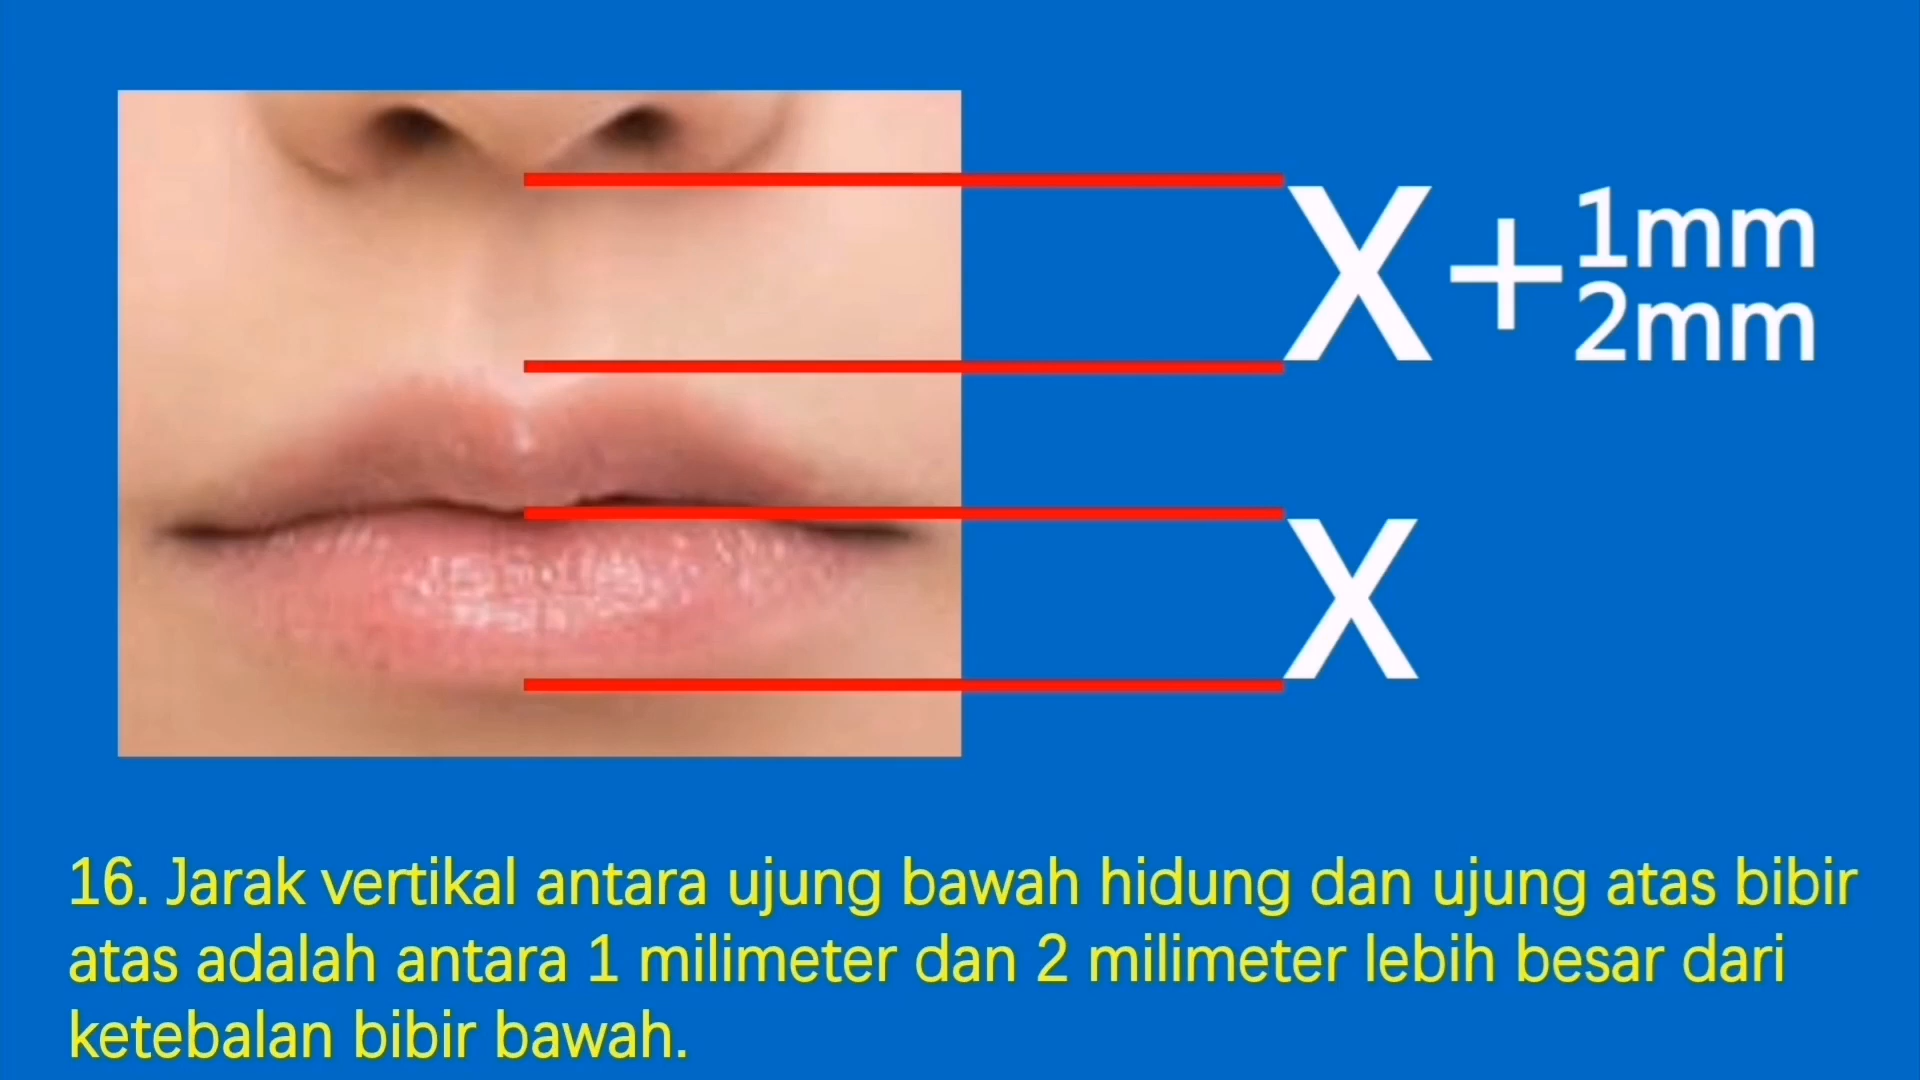 X+1mm
2mm
X
16. Jarak vertikal antara ujung bawah hidung dan ujung atas bibir
atas adalah antara 1 milimeter dan 2 milimeter lebih besar dari
ketebalan bibir bawah.